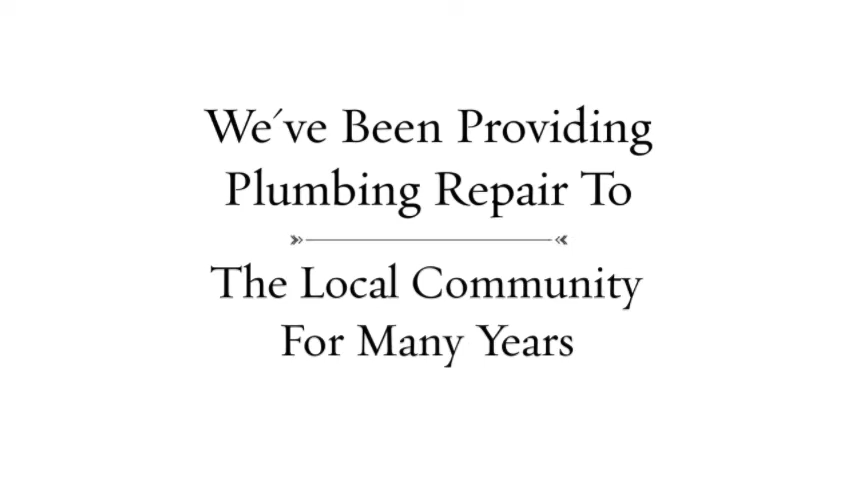 We´ve Been Providing
Plumbing Repair To
The Local Community
For Many Years